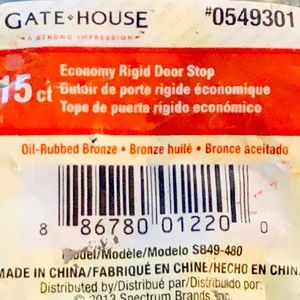 GATE HOUSE #0549301
A STRONG IMPRESSION
15 ct
Economy Rigid Door Stop
Butoir de porte rigide économique
Tope de puerta rígido económico
Oil-Rubbed Bronze • Bronze huilé • Bronce aceitado
8 86780 01220 0
Model/Modèle/Modelo S849-480
MADE IN CHINA/FABRIQUÉ EN CHINE/HECHO EN CHINA
Distributed by/Distribué par/Distribuido por:
© 2013 Spectrum Brands, Inc.